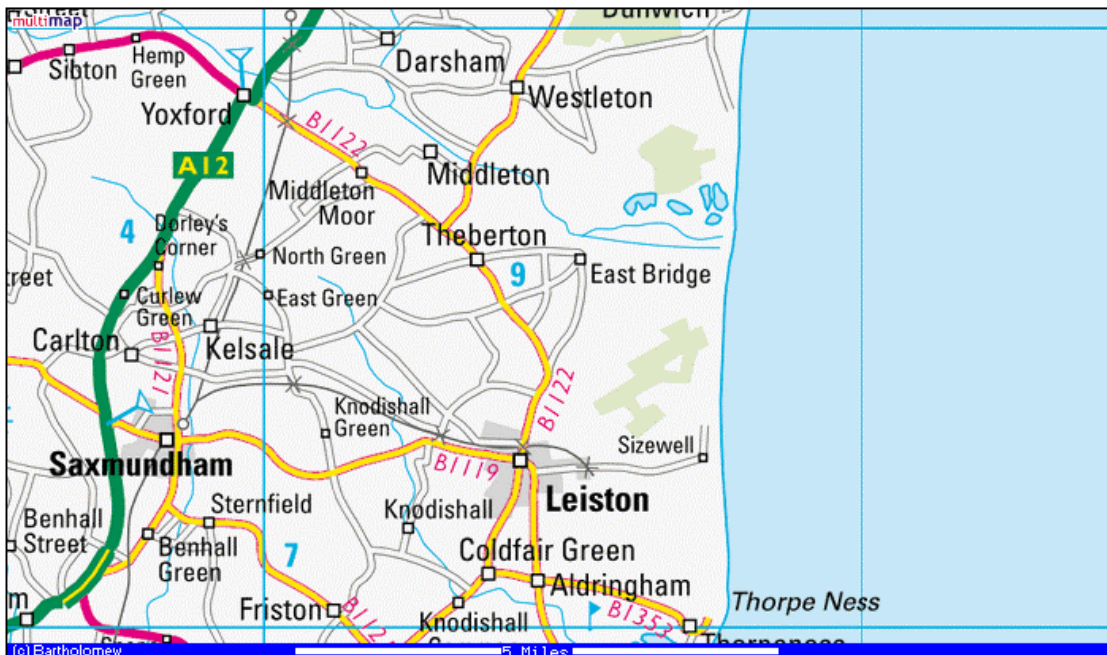 multimap
Dunwich
Sibton
Hemp
Green
Darsham
Yoxford
Westleton
B1122
A12
Middleton
Middleton
Moor
4
Dorley's
Corner
Theberton
North Green
9
East Bridge
Curlew
Green
East Green
Carlton
Kelsale
B1121
B1122
Knodishall
Green
Sizewell
Saxmundham
B1119
Leiston
Sternfield
Knodishall
Benhall
Street
Benhall
Green
7
Coldfair Green
Aldringham
Friston
Knodishall
B1353
Thorpe Ness
Thorpeness
(c) Bartholomew
5 Miles